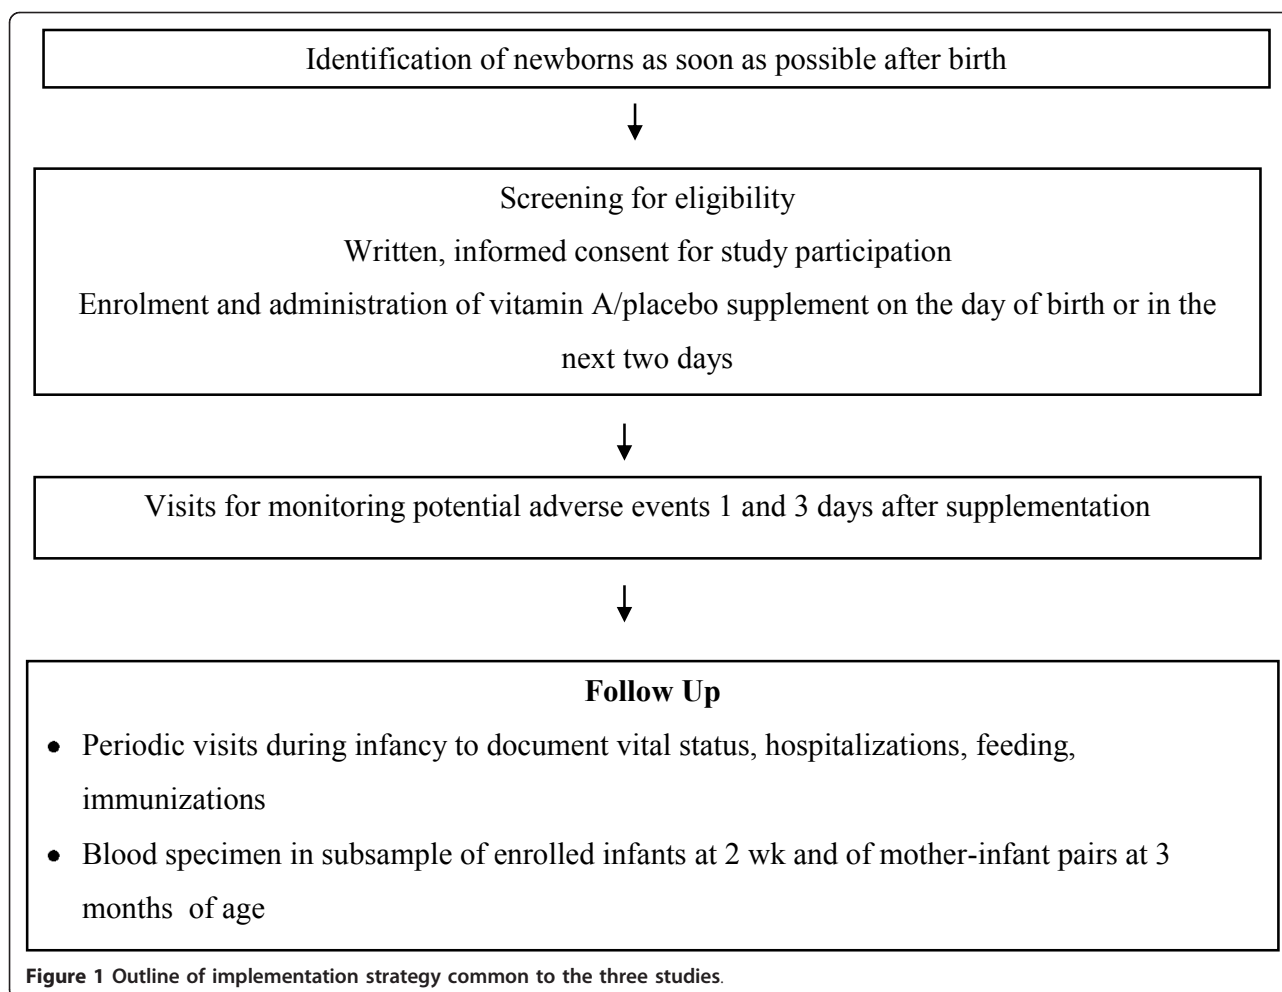 Identification of newborns as soon as possible after birth
Screening for eligibility
Written, informed consent for study participation
Enrolment and administration of vitamin A/placebo supplement on the day of birth or in the
next two days
Visits for monitoring potential adverse events 1 and 3 days after supplementation
Follow Up
• Periodic visits during infancy to document vital status, hospitalizations, feeding,
immunizations
• Blood specimen in subsample of enrolled infants at 2 wk and of mother-infant pairs at 3
months of age
Figure 1 Outline of implementation strategy common to the three studies.